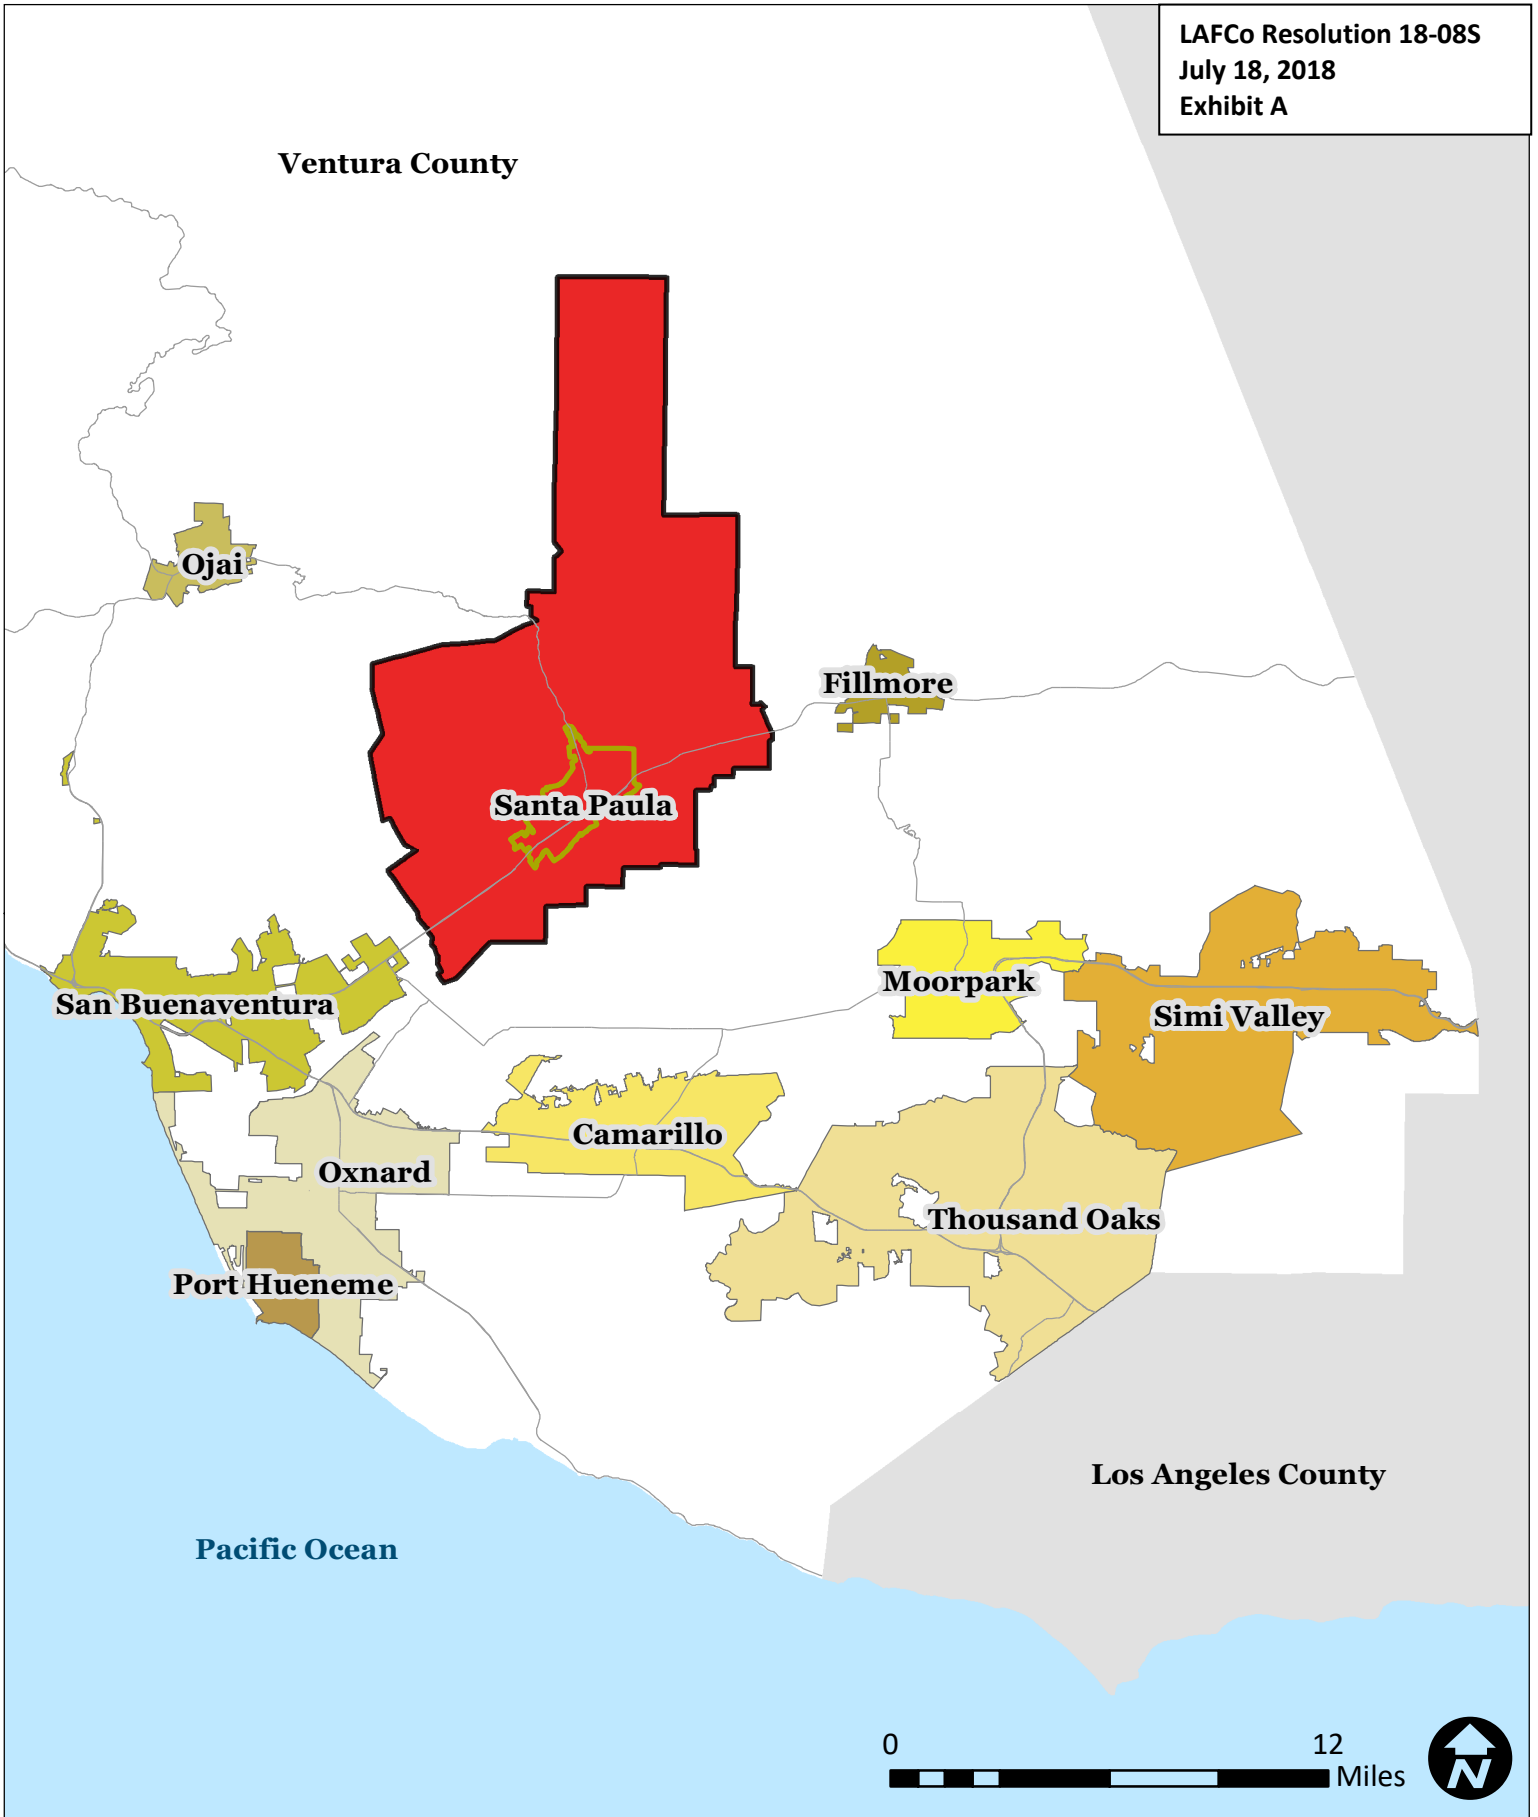 LAFCo Resolution 18-08S
July 18, 2018
Exhibit A
Ventura County
Ojai
Fillmore
Santa Paula
Moorpark
San Buenaventura
Simi Valley
Camarillo
Oxnard
Thousand Oaks
Port Hueneme
Los Angeles County
Pacific Ocean
0 12
Miles
N